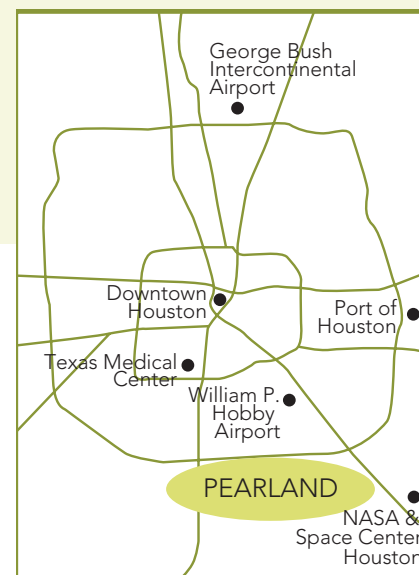 George Bush
Intercontinental
Airport
Downtown
Houston
Port of
Houston
Texas Medical
Center
William P.
Hobby
Airport
PEARLAND
NASA &
Space Center
Houston